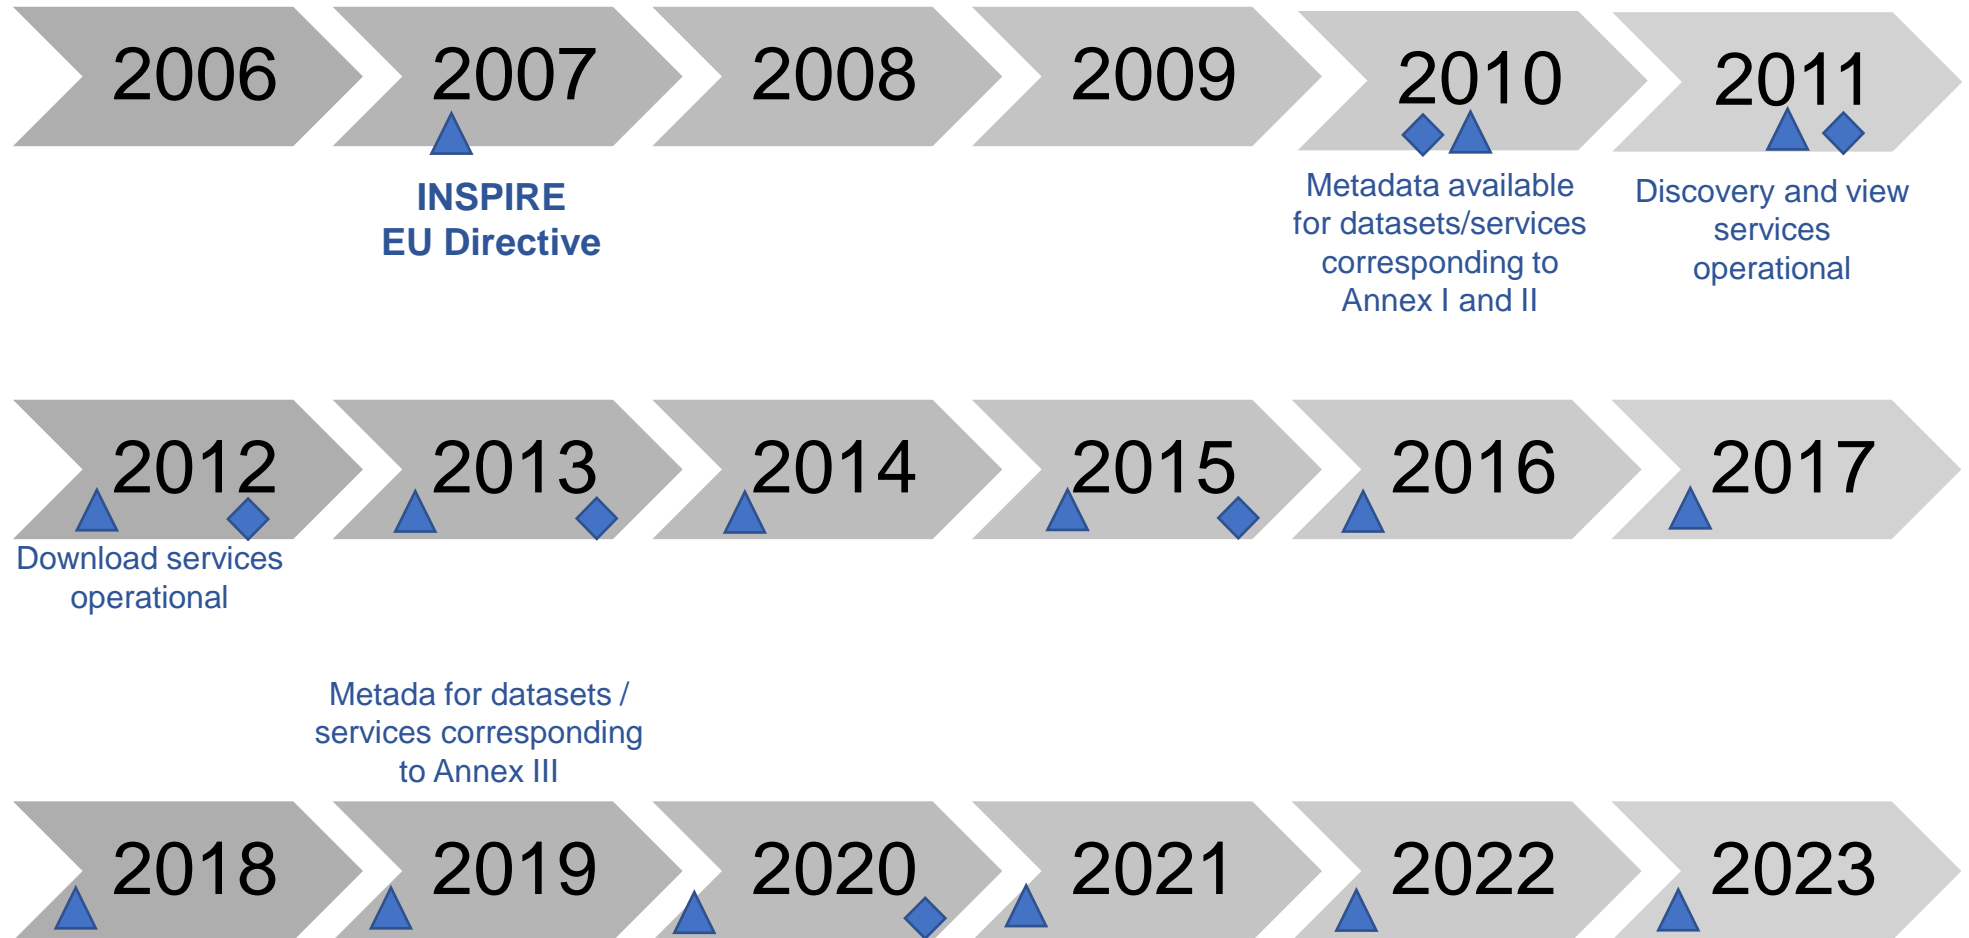 2006 2007 2008 2009 2010 2011
INSPIRE
EU Directive
Metadata available
for datasets/services
corresponding to
Annex I and II
Discovery and view
services
operational
2012 2013 2014 2015 2016 2017
Download services
operational
Metada for datasets /
services corresponding
to Annex III
2018 2019 2020 2021 2022 2023